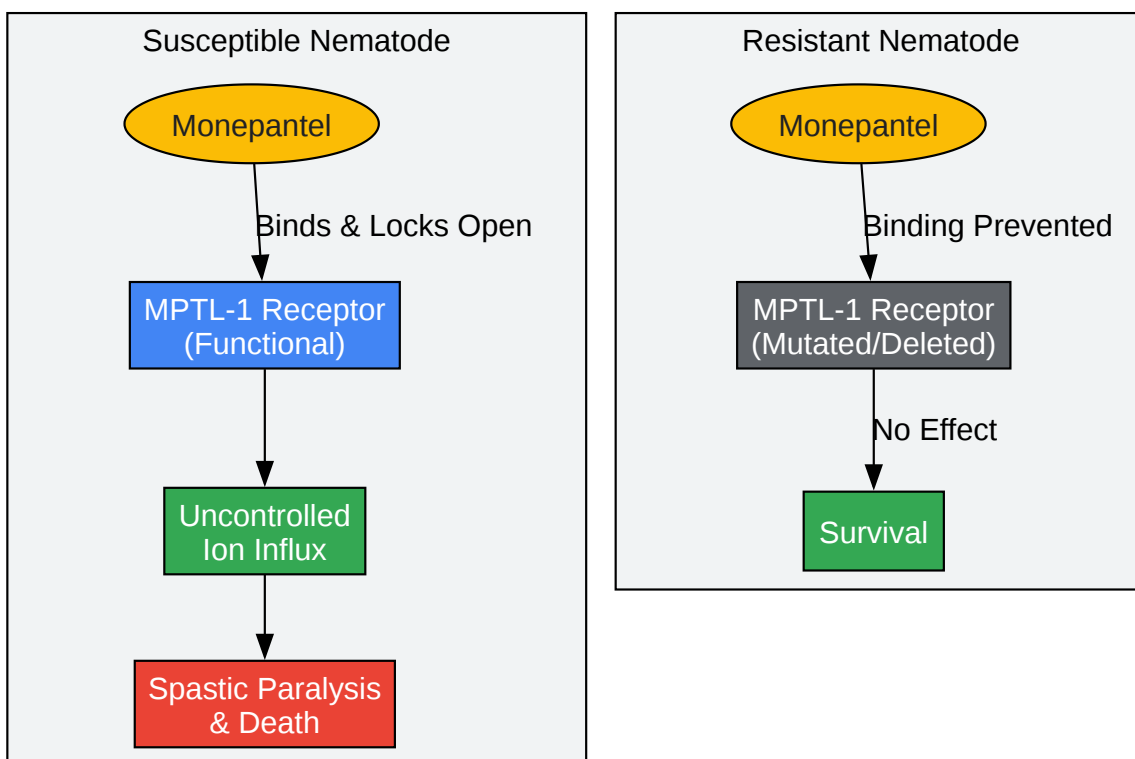 Susceptible Nematode
Monepantel
Binds & Locks Open
MPTL-1 Receptor
(Functional)
Uncontrolled
Ion Influx
Spastic Paralysis
& Death
Resistant Nematode
Monepantel
Binding Prevented
MPTL-1 Receptor
(Mutated/Deleted)
No Effect
Survival